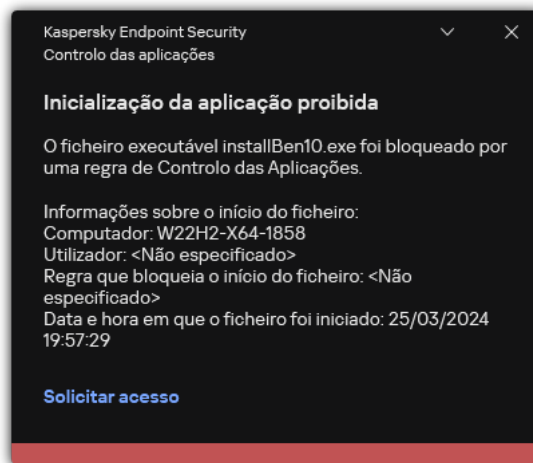 Kaspersky Endpoint Security
Controlo das aplicações
Inicialização da aplicação proibida
O ficheiro executável installBen10.exe foi bloqueado por
uma regra de Controlo das Aplicações.
Informações sobre o início do ficheiro:
Computador: W22H2-X64-1858
Utilizador: <Não especificado>
Regra que bloqueia o início do ficheiro: <Não
especificado>
Data e hora em que o ficheiro foi iniciado: 25/03/2024
19:57:29
Solicitar acesso